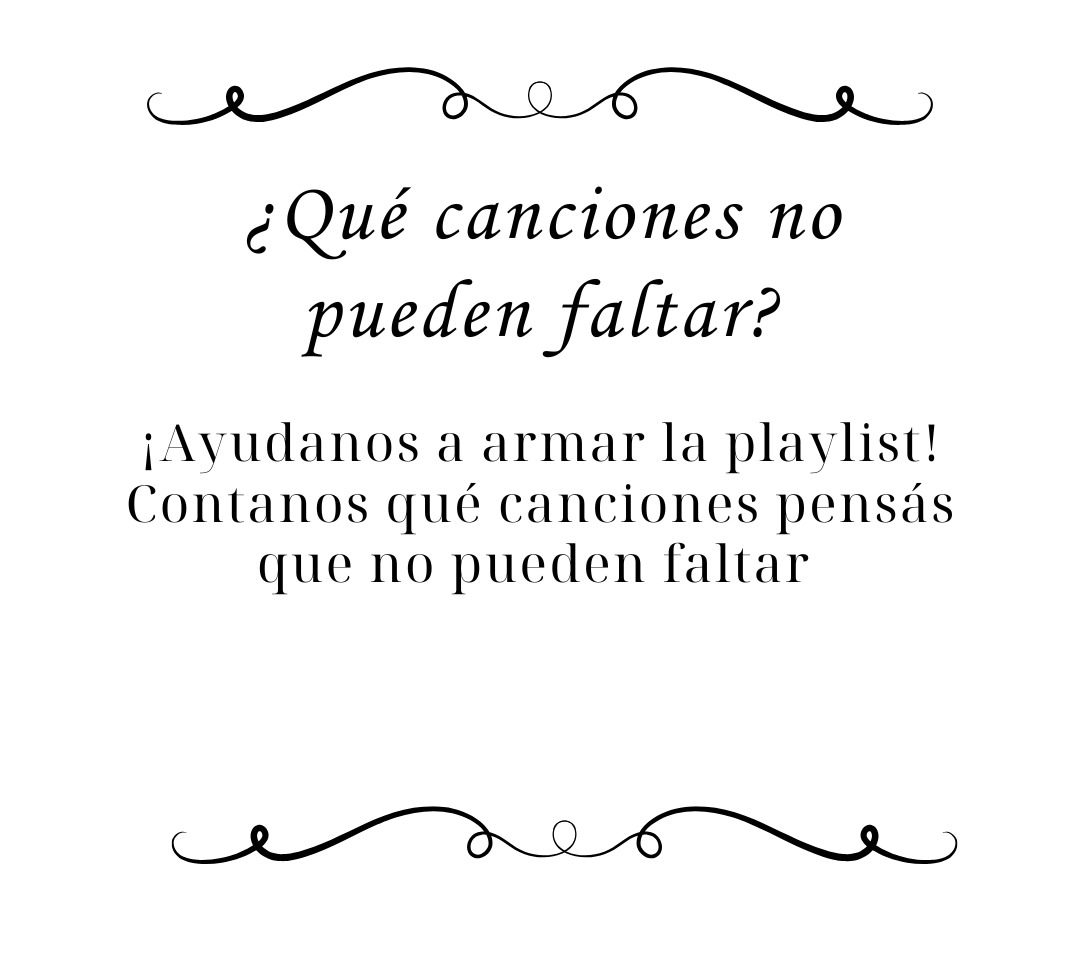 ¿Qué canciones no
pueden faltar?
¡Ayudanos a armar la playlist!
Contanos qué canciones pensás
que no pueden faltar